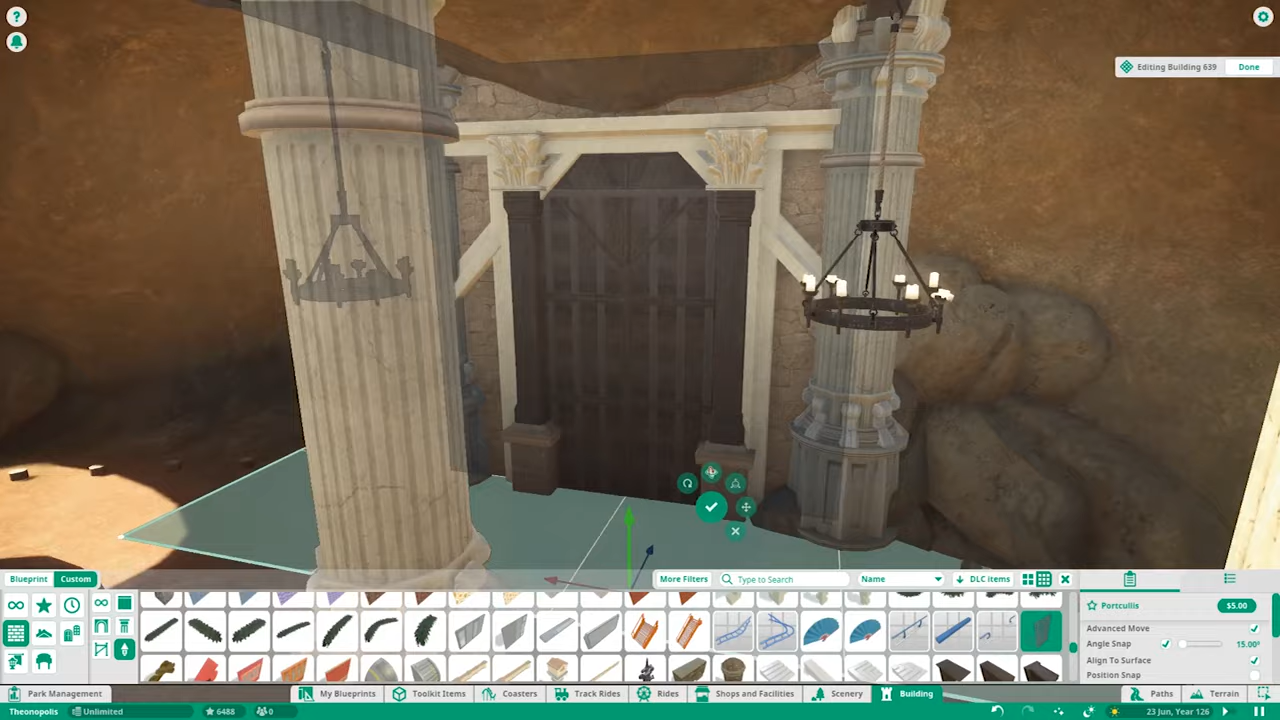 ?
Editing Building 639 Done
Blueprint Custom
More Filters Type to Search Name DLC items
Portcullis $5.00
Advanced Move
Angle Snap 15.00°
Align To Surface
Position Snap
Park Management My Blueprints Toolkit Items Coasters Track Rides Rides Shops and Facilities Scenery Building Paths Terrain
Theonopolis Unlimited 6488 0 23 Jun, Year 126